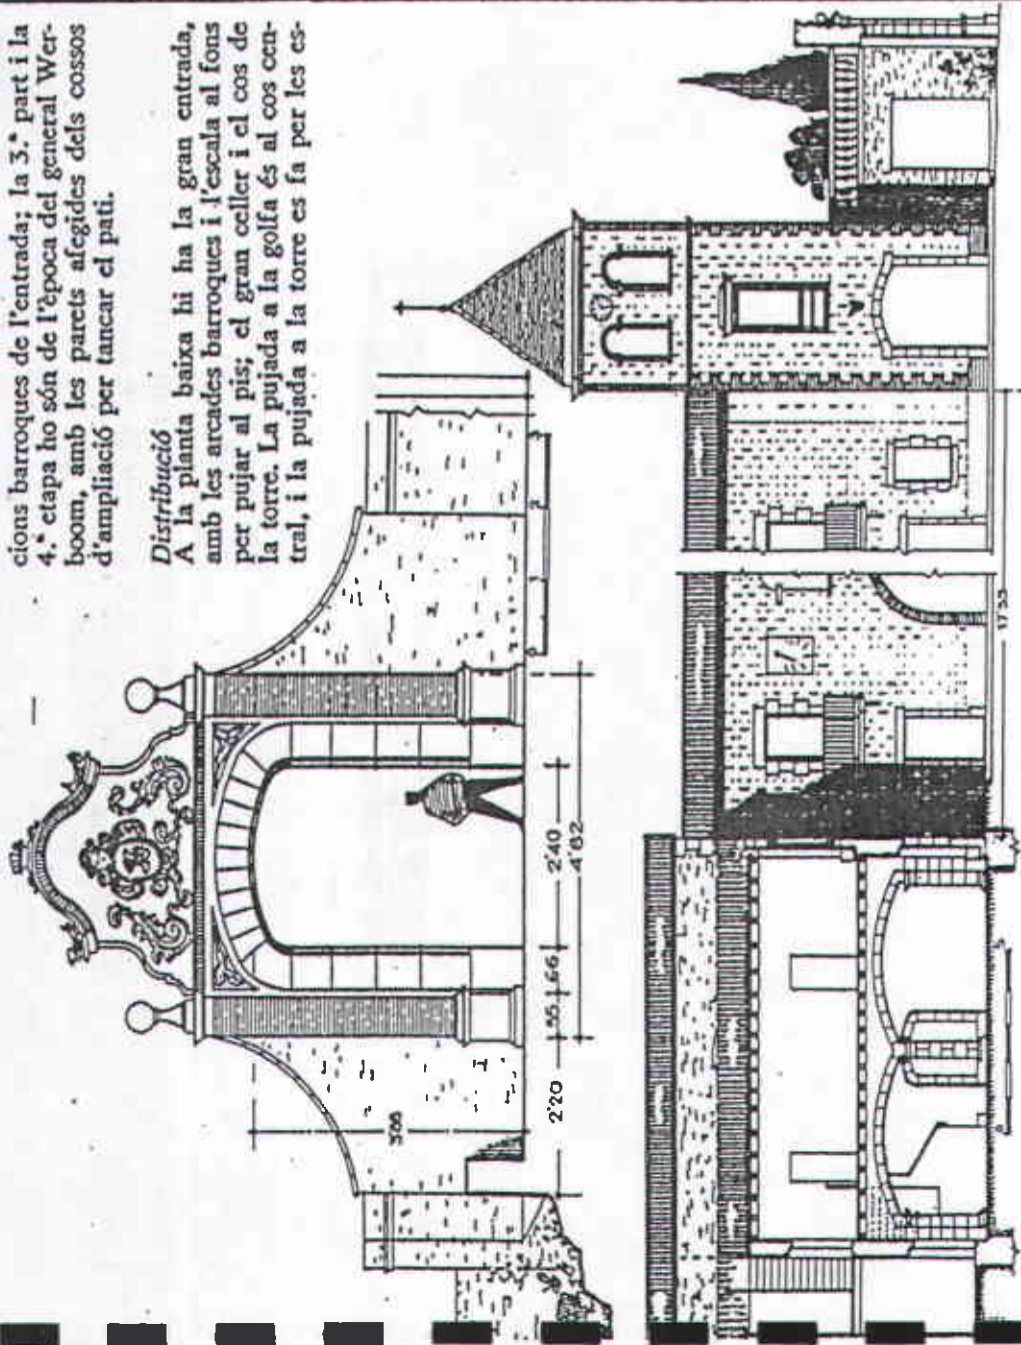 cions barroques de l'entrada; la 3.ª part i la
4.ª etapa ho són de l'època del general Wer-
boom, amb les parets afegides dels cossos
d'ampliació per tancar el pati.
Distribució
A la planta baixa hi ha la gran entrada,
amb les arcades barroques i l'escala al fons
per pujar al pis; el gran celler i el cos de
la torre. La pujada a la golfa és al cos cen-
tral, i la pujada a la torre es fa per les es-
2'20
55
66
2'40
4'82